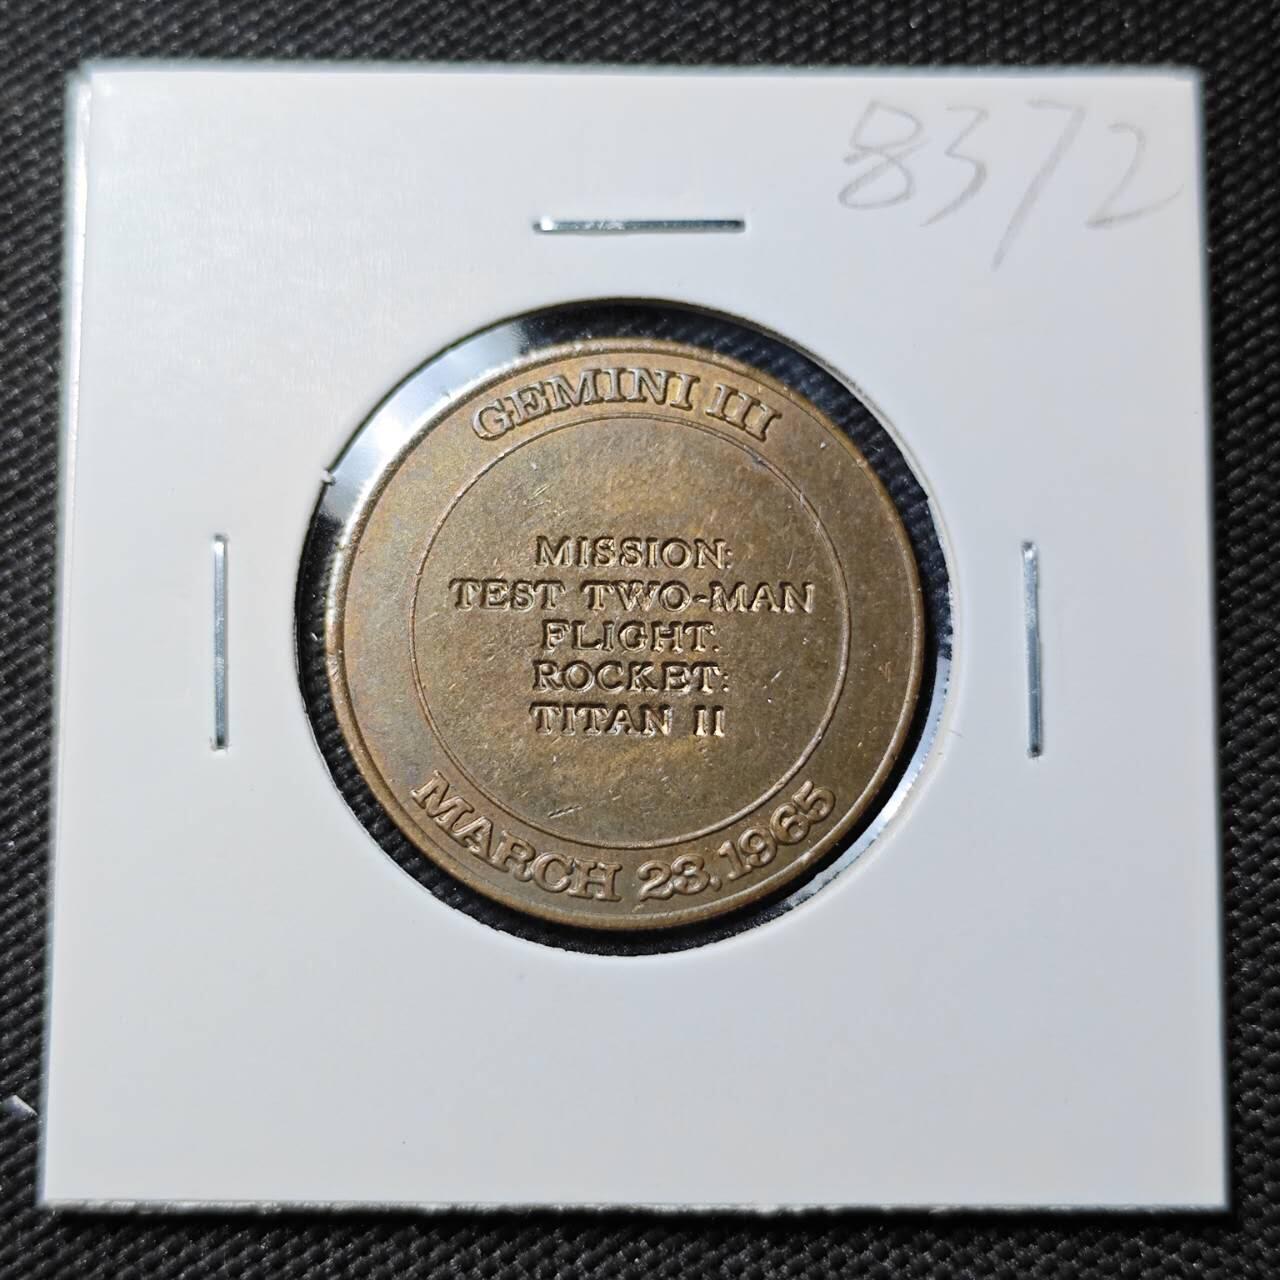 8372
GEMINI III
MISSION:
TEST TWO-MAN
FLIGHT.
ROCKET:
TITAN II
MARCH 23, 1965